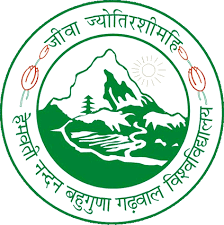 जीवा ज्योतिरशीमहि
हेमवती नन्दन बहुगुणा गढ़वाल विश्वविद्यालय